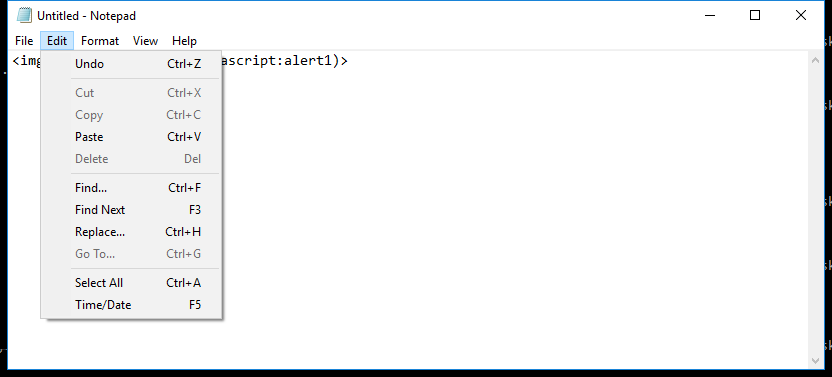 Untitled - Notepad
File Edit Format View Help
<img ascript:alert1)>
Undo Ctrl+Z
Cut Ctrl+X
Copy Ctrl+C
Paste Ctrl+V
Delete Del
Find... Ctrl+F
Find Next F3
Replace... Ctrl+H
Go To... Ctrl+G
Select All Ctrl+A
Time/Date F5